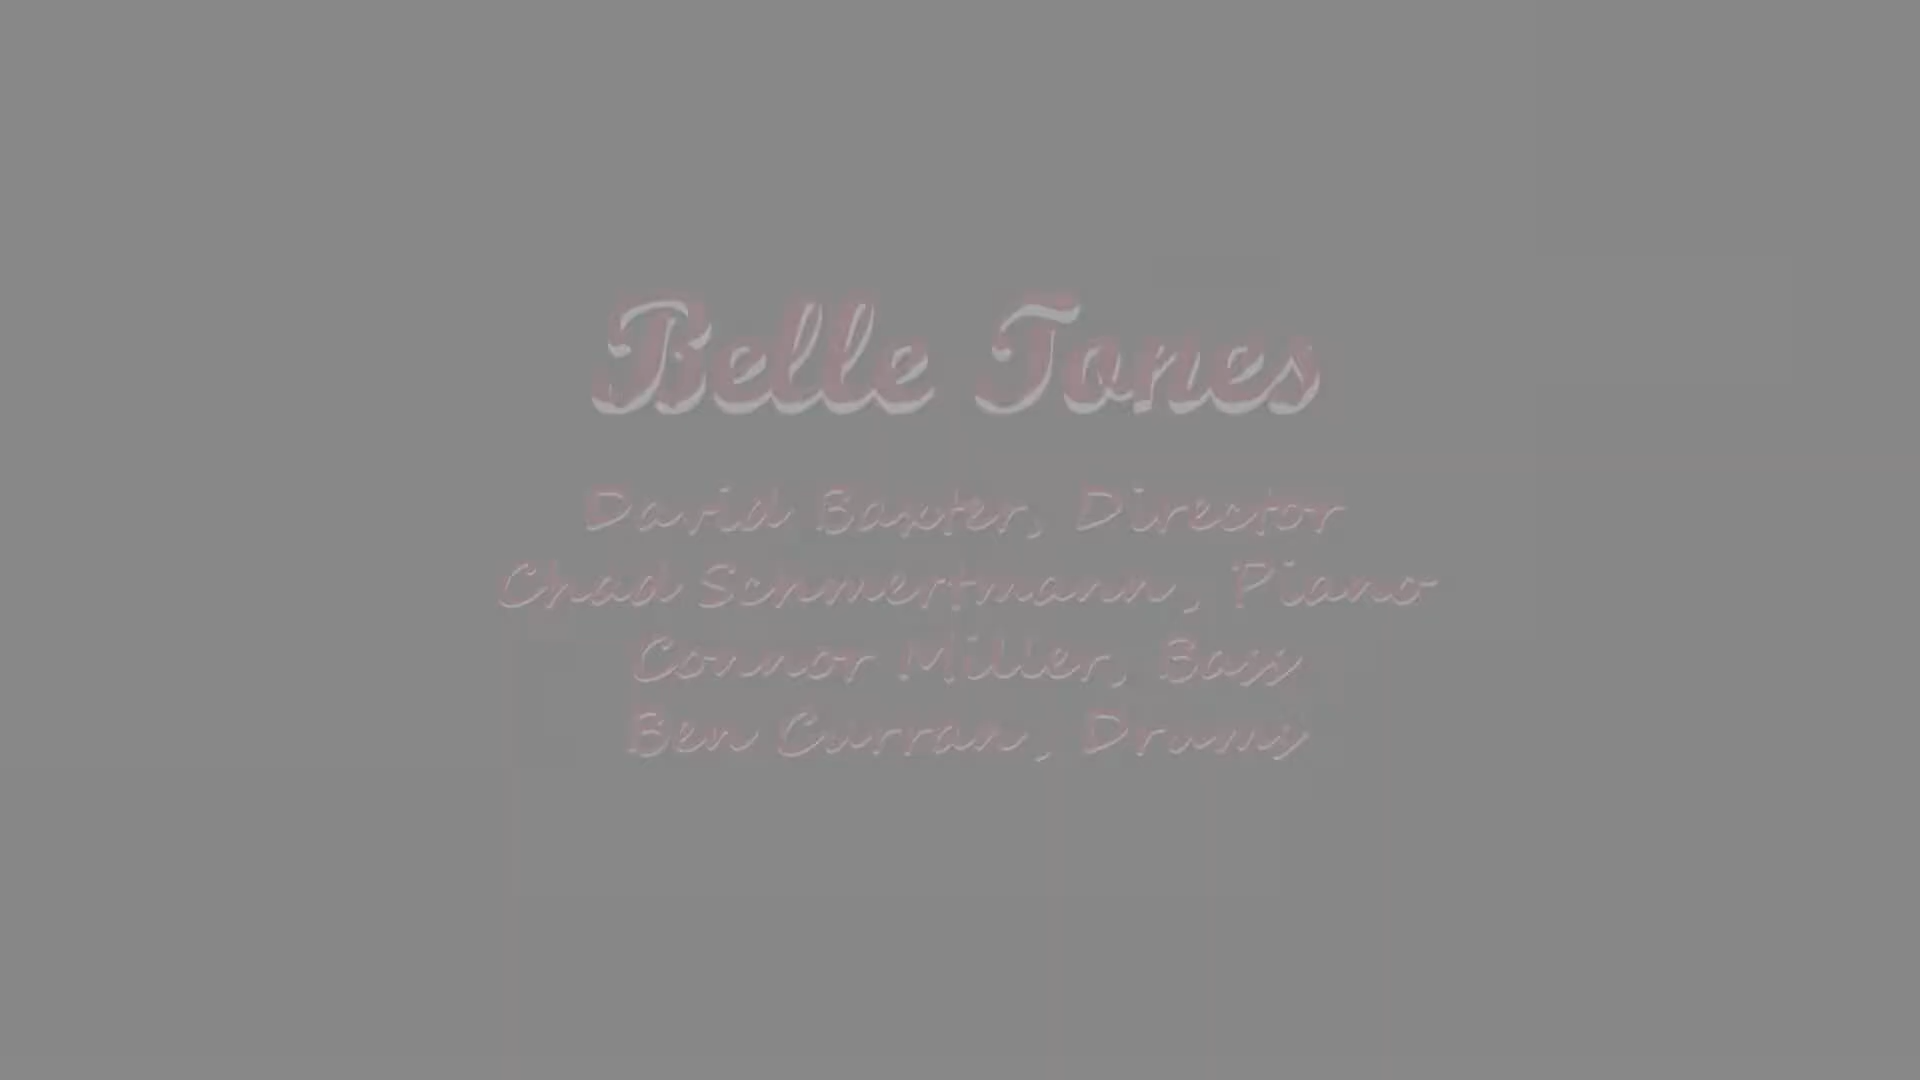 Belle Tones
David Baxter, Director
Chad Schmertmann, Piano
Connor Miller, Bass
Ben Curran, Drums